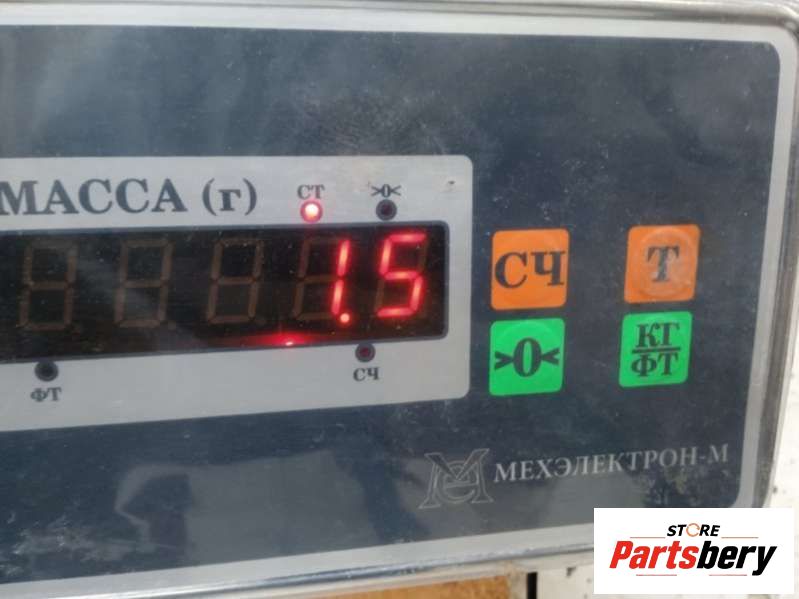 МАССА (г)
СТ >0<
1.5
ФТ
СЧ
СЧ Т
>0< КГ/ФТ
МЕХЭЛЕКТРОН-М
STORE
Partsbery